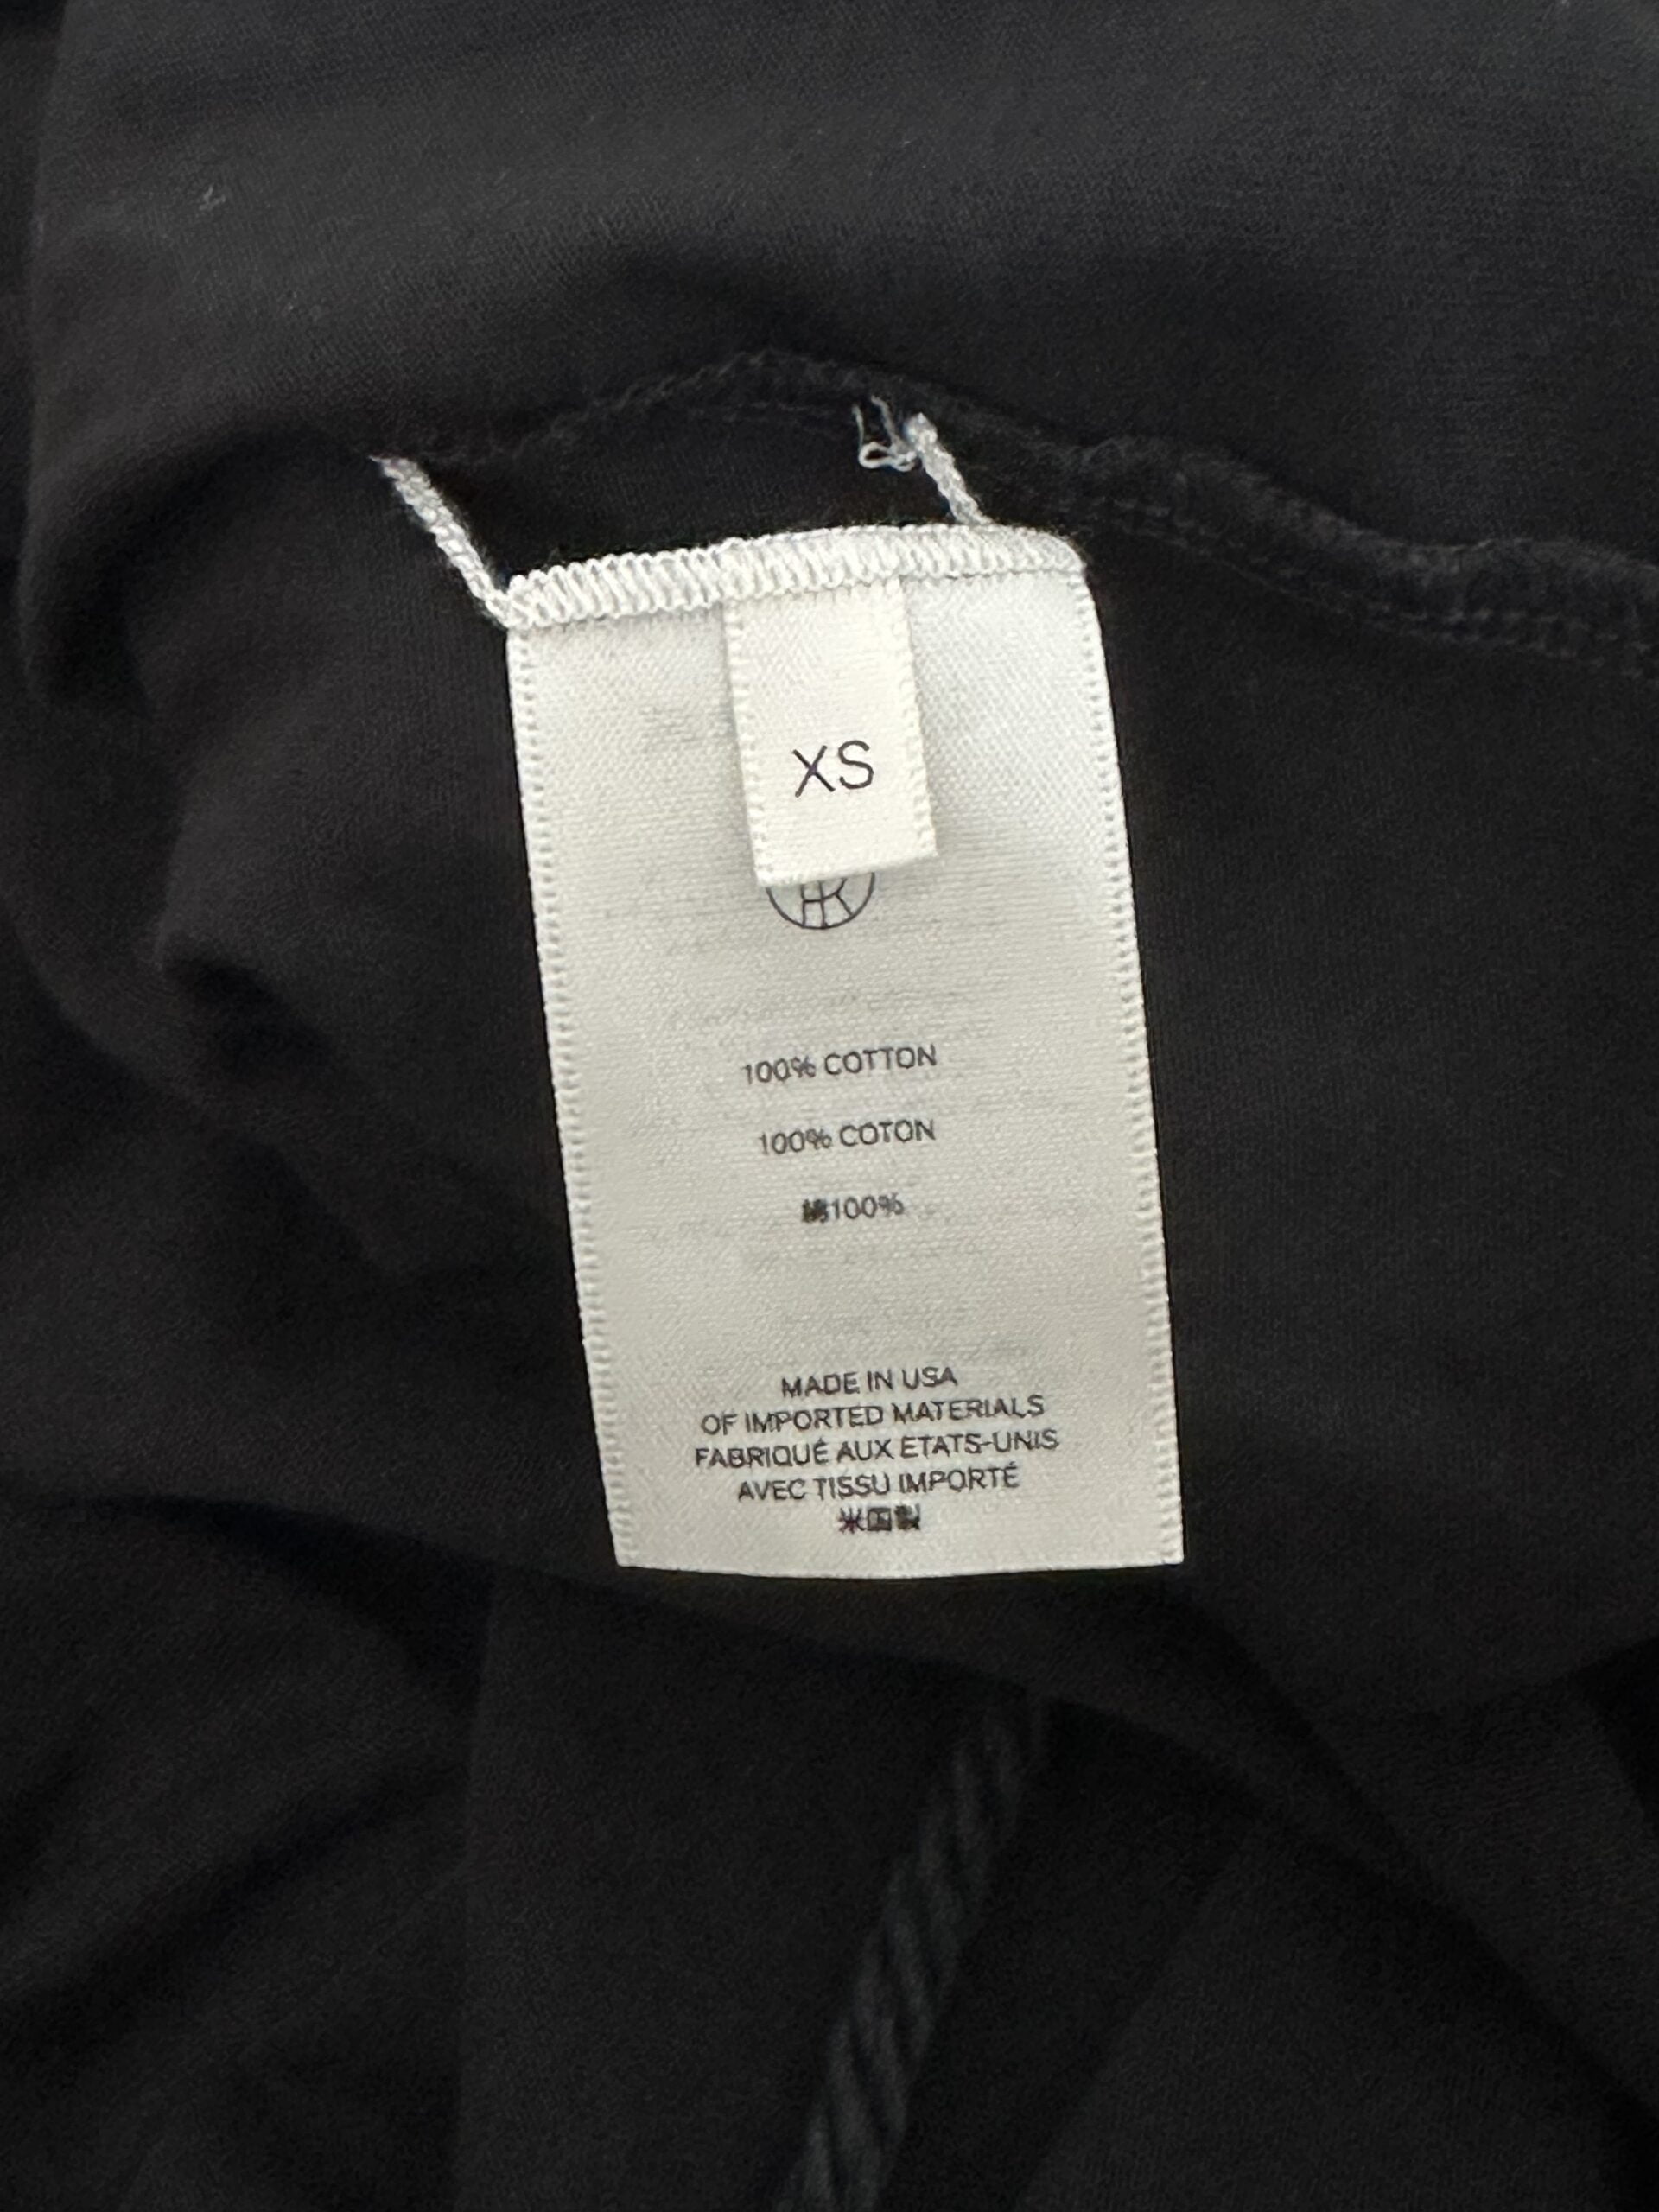 XS
100% COTTON
100% COTON
綿100%
MADE IN USA
OF IMPORTED MATERIALS
FABRIQUÉ AUX ETATS-UNIS
AVEC TISSU IMPORTÉ
米国製